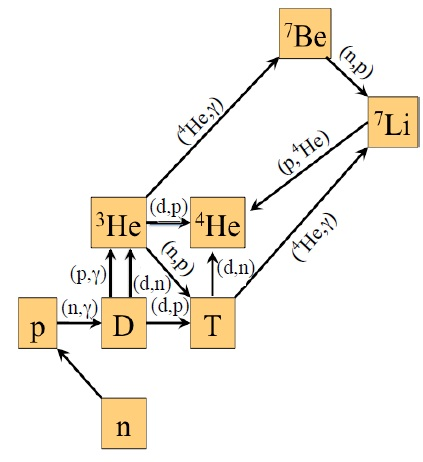 ⁷Be
(n,p)
⁷Li
(⁴He,γ)
(p,⁴He)
³He
(d,p)
⁴He
(n,p)
(⁴He,γ)
(p,γ)
(d,n)
(d,n)
p
(n,γ)
D
(d,p)
T
n